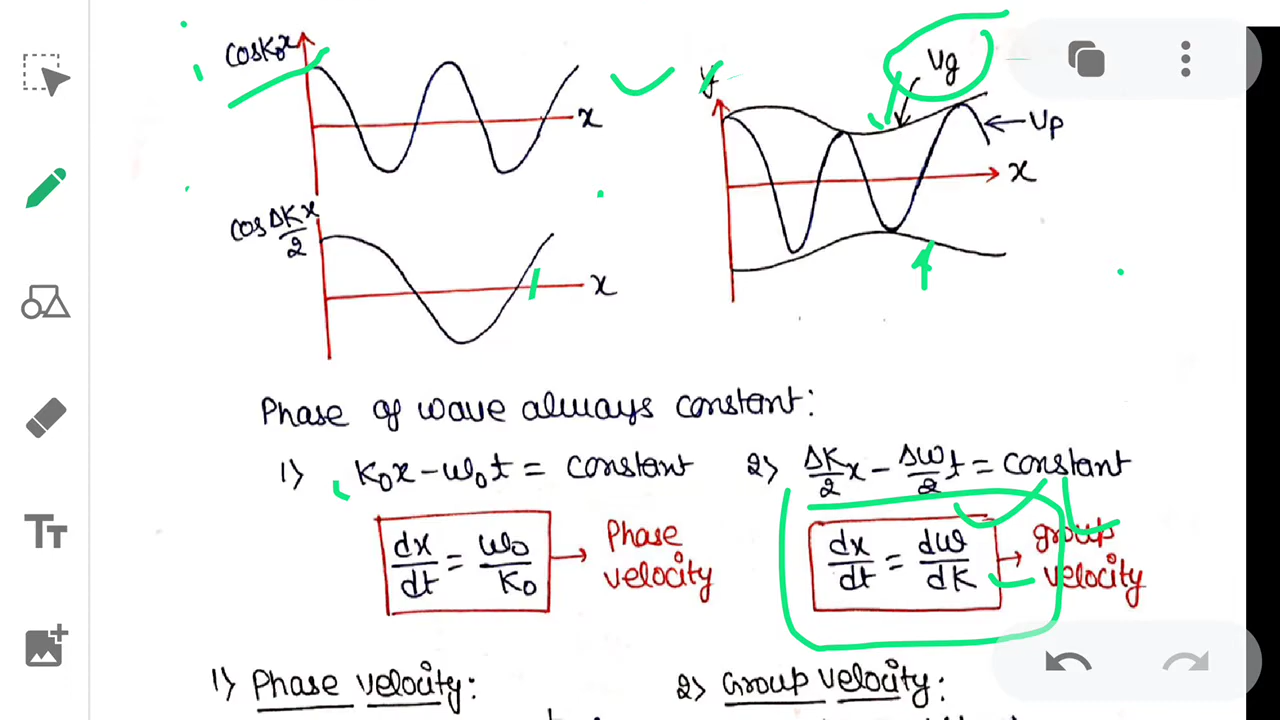 cosk₀x
x
cos ΔK/2 x
x
y
Vg
Vp
x
Phase of wave always constant:
1) K₀x - ω₀t = constant
dx/dt = ω₀/K₀ → Phase velocity
2) ΔK/2 x - Δω/2 t = constant
dx/dt = dω/dK → group velocity
1) Phase velocity:
2) Group velocity:
TT